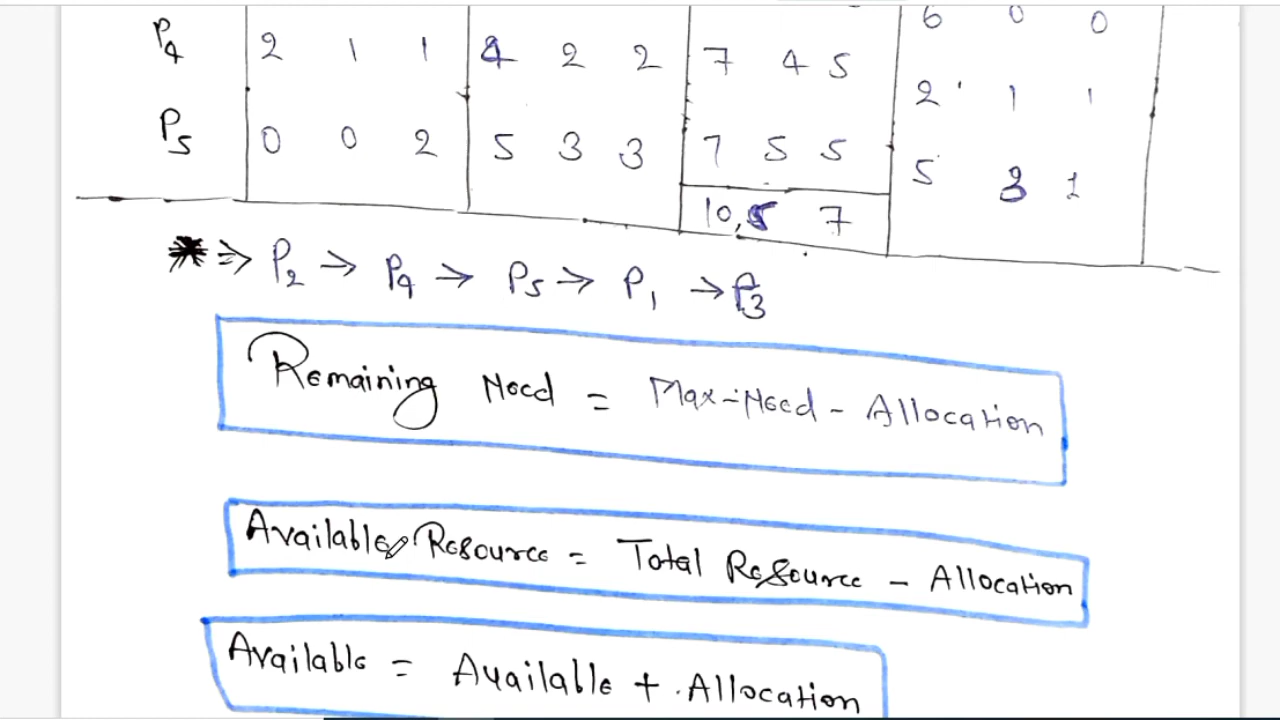 6 0 0
P4 2 1 1 4 2 2 7 4 5
2 1 1
P5 0 0 2 5 3 3 7 5 5
5 3 1
10, 5 7
* ⇒ P2 → P4 → P5 → P1 → P3
Remaining Need = Max-Need - Allocation
Available Resource = Total Resource - Allocation
Available = Available + Allocation